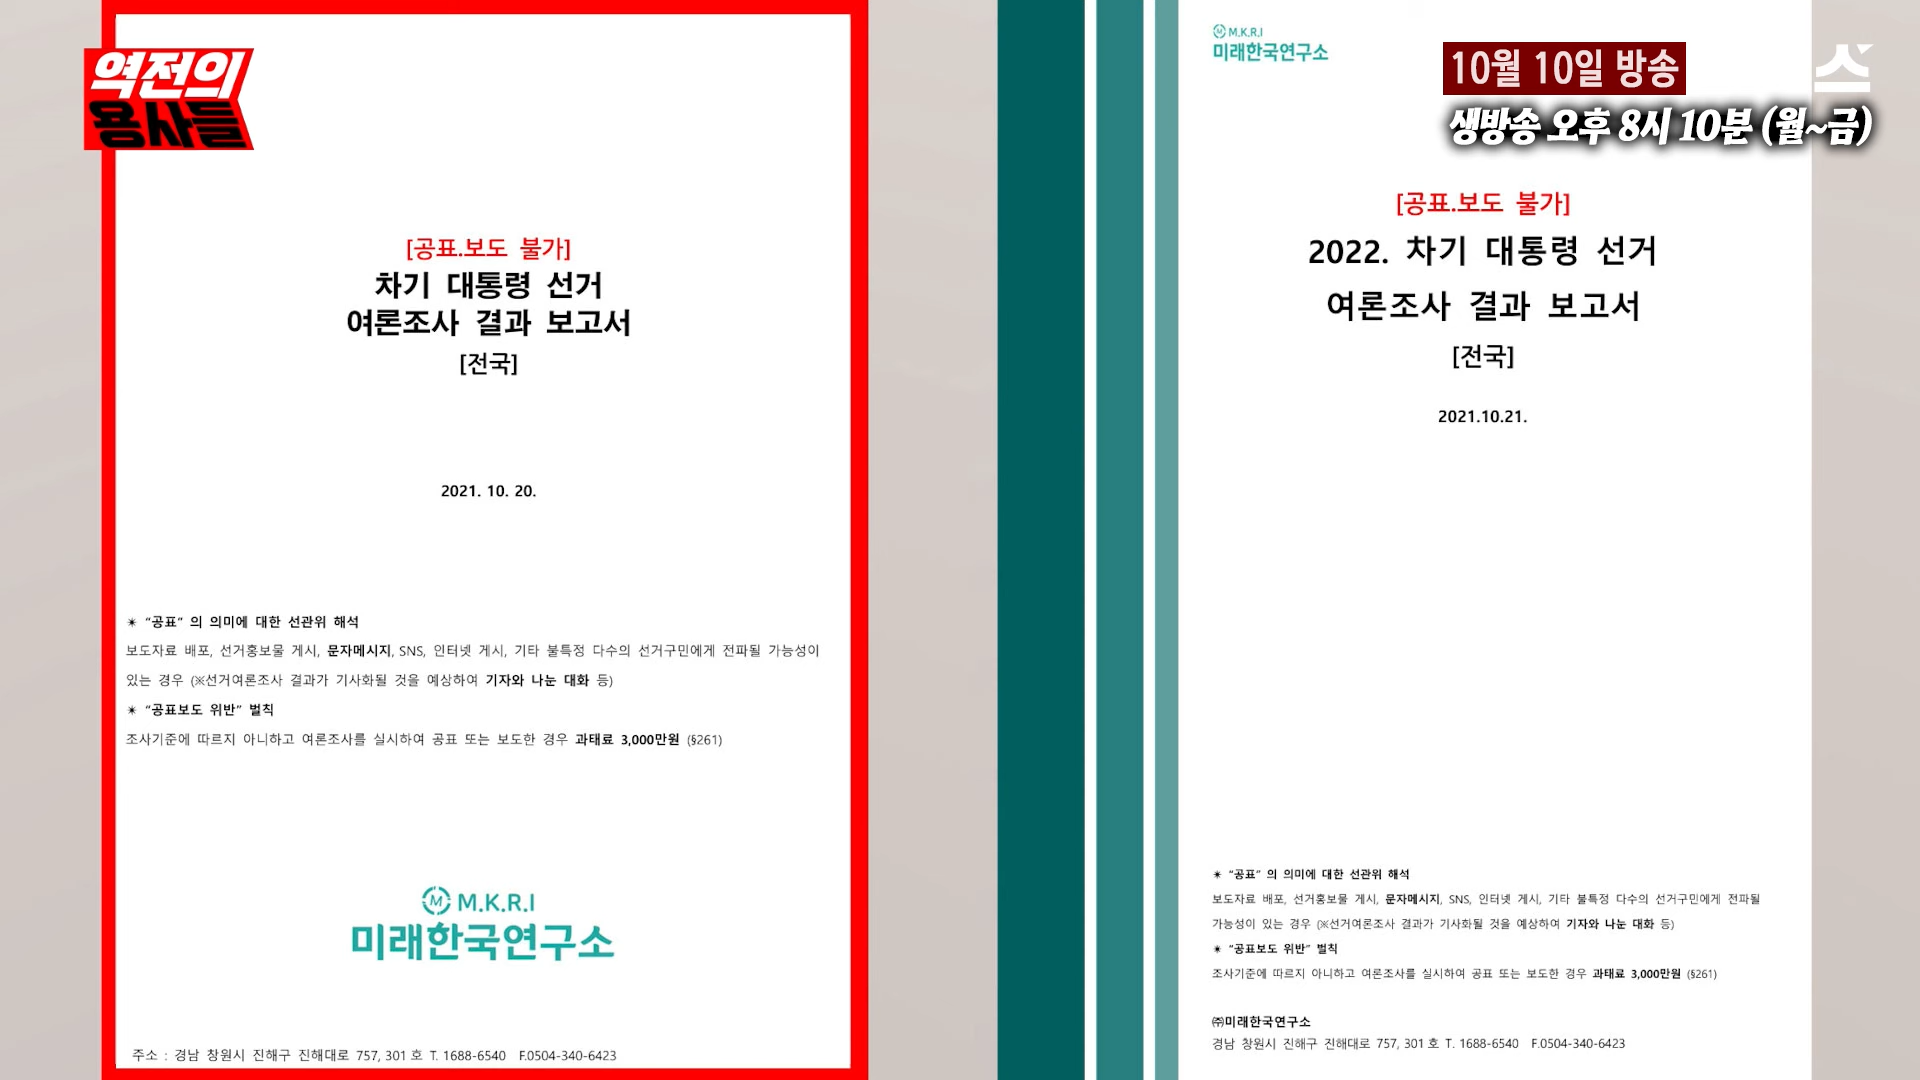 역전의
용사들
[공표.보도 불가]
차기 대통령 선거
여론조사 결과 보고서
[전국]
2021. 10. 20.
✴ “공표” 의 의미에 대한 선관위 해석
보도자료 배포, 선거홍보물 게시, 문자메시지, SNS, 인터넷 게시, 기타 불특정 다수의 선거구민에게 전파될 가능성이
있는 경우 (※선거여론조사 결과가 기사화될 것을 예상하여 기자와 나눈 대화 등)
✴ “공표보도 위반” 벌칙
조사기준에 따르지 아니하고 여론조사를 실시하여 공표 또는 보도한 경우 과태료 3,000만원 (§261)
M M.K.R.I
미래한국연구소
주소 : 경남 창원시 진해구 진해대로 757, 301 호 T. 1688-6540 F.0504-340-6423
M M.K.R.I
미래한국연구소
10월 10일 방송
스
생방송 오후 8시 10분 (월~금)
[공표.보도 불가]
2022. 차기 대통령 선거
여론조사 결과 보고서
[전국]
2021.10.21.
✴ “공표” 의 의미에 대한 선관위 해석
보도자료 배포, 선거홍보물 게시, 문자메시지, SNS, 인터넷 게시, 기타 불특정 다수의 선거구민에게 전파될
가능성이 있는 경우 (※선거여론조사 결과가 기사화될 것을 예상하여 기자와 나눈 대화 등)
✴ “공표보도 위반” 벌칙
조사기준에 따르지 아니하고 여론조사를 실시하여 공표 또는 보도한 경우 과태료 3,000만원 (§261)
㈜미래한국연구소
경남 창원시 진해구 진해대로 757, 301 호 T. 1688-6540 F.0504-340-6423